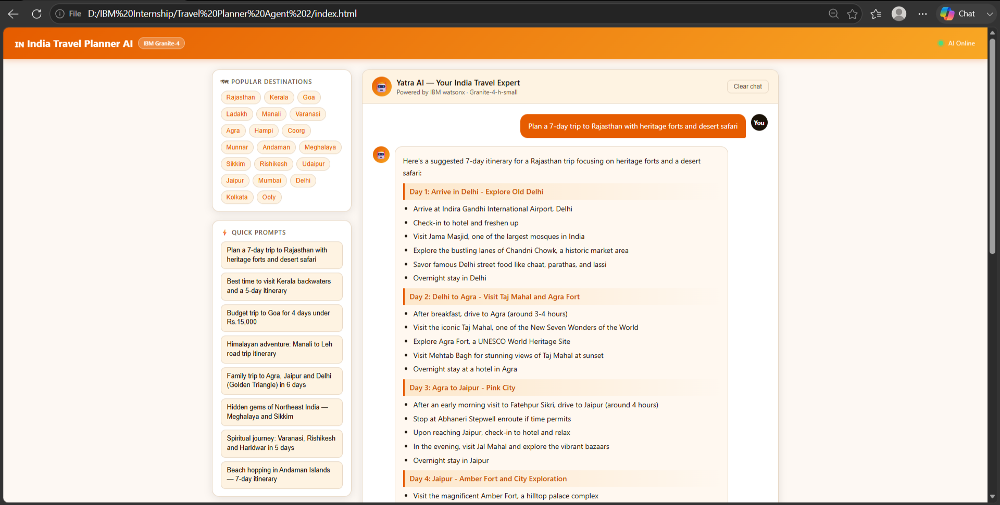 File D:/IBM%20Internship/Travel%20Planner%20Agent%202/index.html
Chat
IN India Travel Planner AI IBM Granite-4
AI Online
POPULAR DESTINATIONS
Rajasthan Kerala Goa
Ladakh Manali Varanasi
Agra Hampi Coorg
Munnar Andaman Meghalaya
Sikkim Rishikesh Udaipur
Jaipur Mumbai Delhi
Kolkata Ooty
QUICK PROMPTS
Plan a 7-day trip to Rajasthan with
heritage forts and desert safari
Best time to visit Kerala backwaters
and a 5-day itinerary
Budget trip to Goa for 4 days under
Rs.15,000
Himalayan adventure: Manali to Leh
road trip itinerary
Family trip to Agra, Jaipur and Delhi
(Golden Triangle) in 6 days
Hidden gems of Northeast India —
Meghalaya and Sikkim
Spiritual journey: Varanasi, Rishikesh
and Haridwar in 5 days
Beach hopping in Andaman Islands
— 7-day itinerary
Yatra AI — Your India Travel Expert
Powered by IBM watsonx · Granite-4-h-small
Clear chat
Plan a 7-day trip to Rajasthan with heritage forts and desert safari
You
Here's a suggested 7-day itinerary for a Rajasthan trip focusing on heritage forts and a desert
safari:
Day 1: Arrive in Delhi - Explore Old Delhi
• Arrive at Indira Gandhi International Airport, Delhi
• Check-in to hotel and freshen up
• Visit Jama Masjid, one of the largest mosques in India
• Explore the bustling lanes of Chandni Chowk, a historic market area
• Savor famous Delhi street food like chaat, parathas, and lassi
• Overnight stay in Delhi
Day 2: Delhi to Agra - Visit Taj Mahal and Agra Fort
• After breakfast, drive to Agra (around 3-4 hours)
• Visit the iconic Taj Mahal, one of the New Seven Wonders of the World
• Explore Agra Fort, a UNESCO World Heritage Site
• Visit Mehtab Bagh for stunning views of Taj Mahal at sunset
• Overnight stay at a hotel in Agra
Day 3: Agra to Jaipur - Pink City
• After an early morning visit to Fatehpur Sikri, drive to Jaipur (around 4 hours)
• Stop at Abhaneri Stepwell enroute if time permits
• Upon reaching Jaipur, check-in to hotel and relax
• In the evening, visit Jal Mahal and explore the vibrant bazaars
• Overnight stay in Jaipur
Day 4: Jaipur - Amber Fort and City Exploration
• Visit the magnificent Amber Fort, a hilltop palace complex